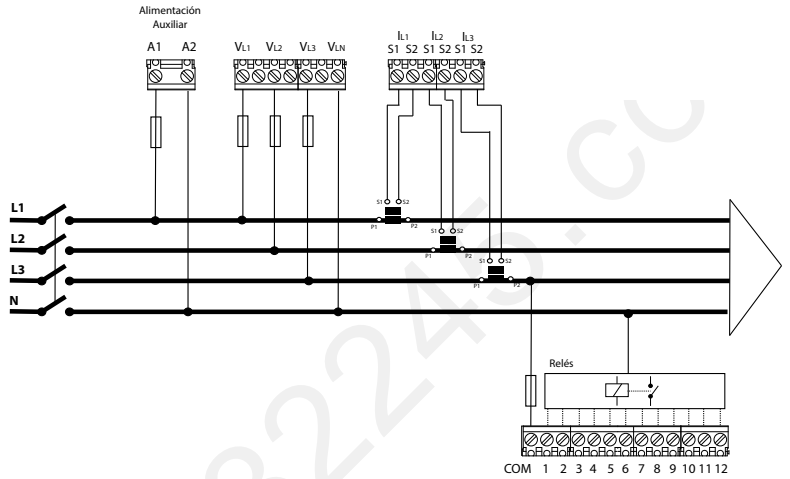 Alimentación
Auxiliar
A1 A2
VL1 VL2 VL3 VLN
IL1 IL2 IL3
S1 S2 S1 S2 S1 S2
S1 S2
L1
P1 P2
S1 S2
L2
P1 P2
S1 S2
L3
P1 P2
N
Relés
COM 1 2 3 4 5 6 7 8 9 10 11 12
32245.co